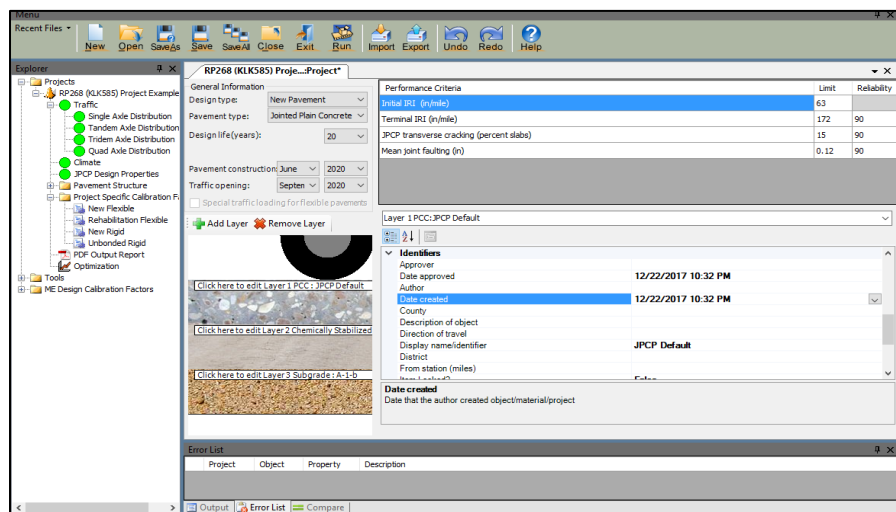 Menu
Recent Files
New Open SaveAs Save SaveAll Close Exit Run Import Export Undo Redo Help
Explorer
Projects
RP268 (KLK585) Project Example
Traffic
Single Axle Distribution
Tandem Axle Distribution
Tridem Axle Distribution
Quad Axle Distribution
Climate
JPCP Design Properties
Pavement Structure
Project Specific Calibration Fa
New Flexible
Rehabilitation Flexible
New Rigid
Unbonded Rigid
PDF Output Report
Optimization
Tools
ME Design Calibration Factors
RP268 (KLK585) Proje...:Project*
General Information
Design type: New Pavement
Pavement type: Jointed Plain Concrete
Design life(years): 20
Pavement construction: June 2020
Traffic opening: Septen 2020
Special traffic loading for flexible pavements
Add Layer Remove Layer
Click here to edit Layer 1 PCC : JPCP Default
Click here to edit Layer 2 Chemically Stabilized
Click here to edit Layer 3 Subgrade : A-1-b
Performance Criteria Limit Reliability
Initial IRI (in/mile) 63
Terminal IRI (in/mile) 172 90
JPCP transverse cracking (percent slabs) 15 90
Mean joint faulting (in) 0.12 90
Layer 1 PCC:JPCP Default
Identifiers
Approver
Date approved 12/22/2017 10:32 PM
Author
Date created 12/22/2017 10:32 PM
County
Description of object
Direction of travel
Display name/identifier JPCP Default
District
From station (miles)
Item Locked? False
Date created
Date that the author created object/material/project
Error List
Project Object Property Description
Output Error List Compare